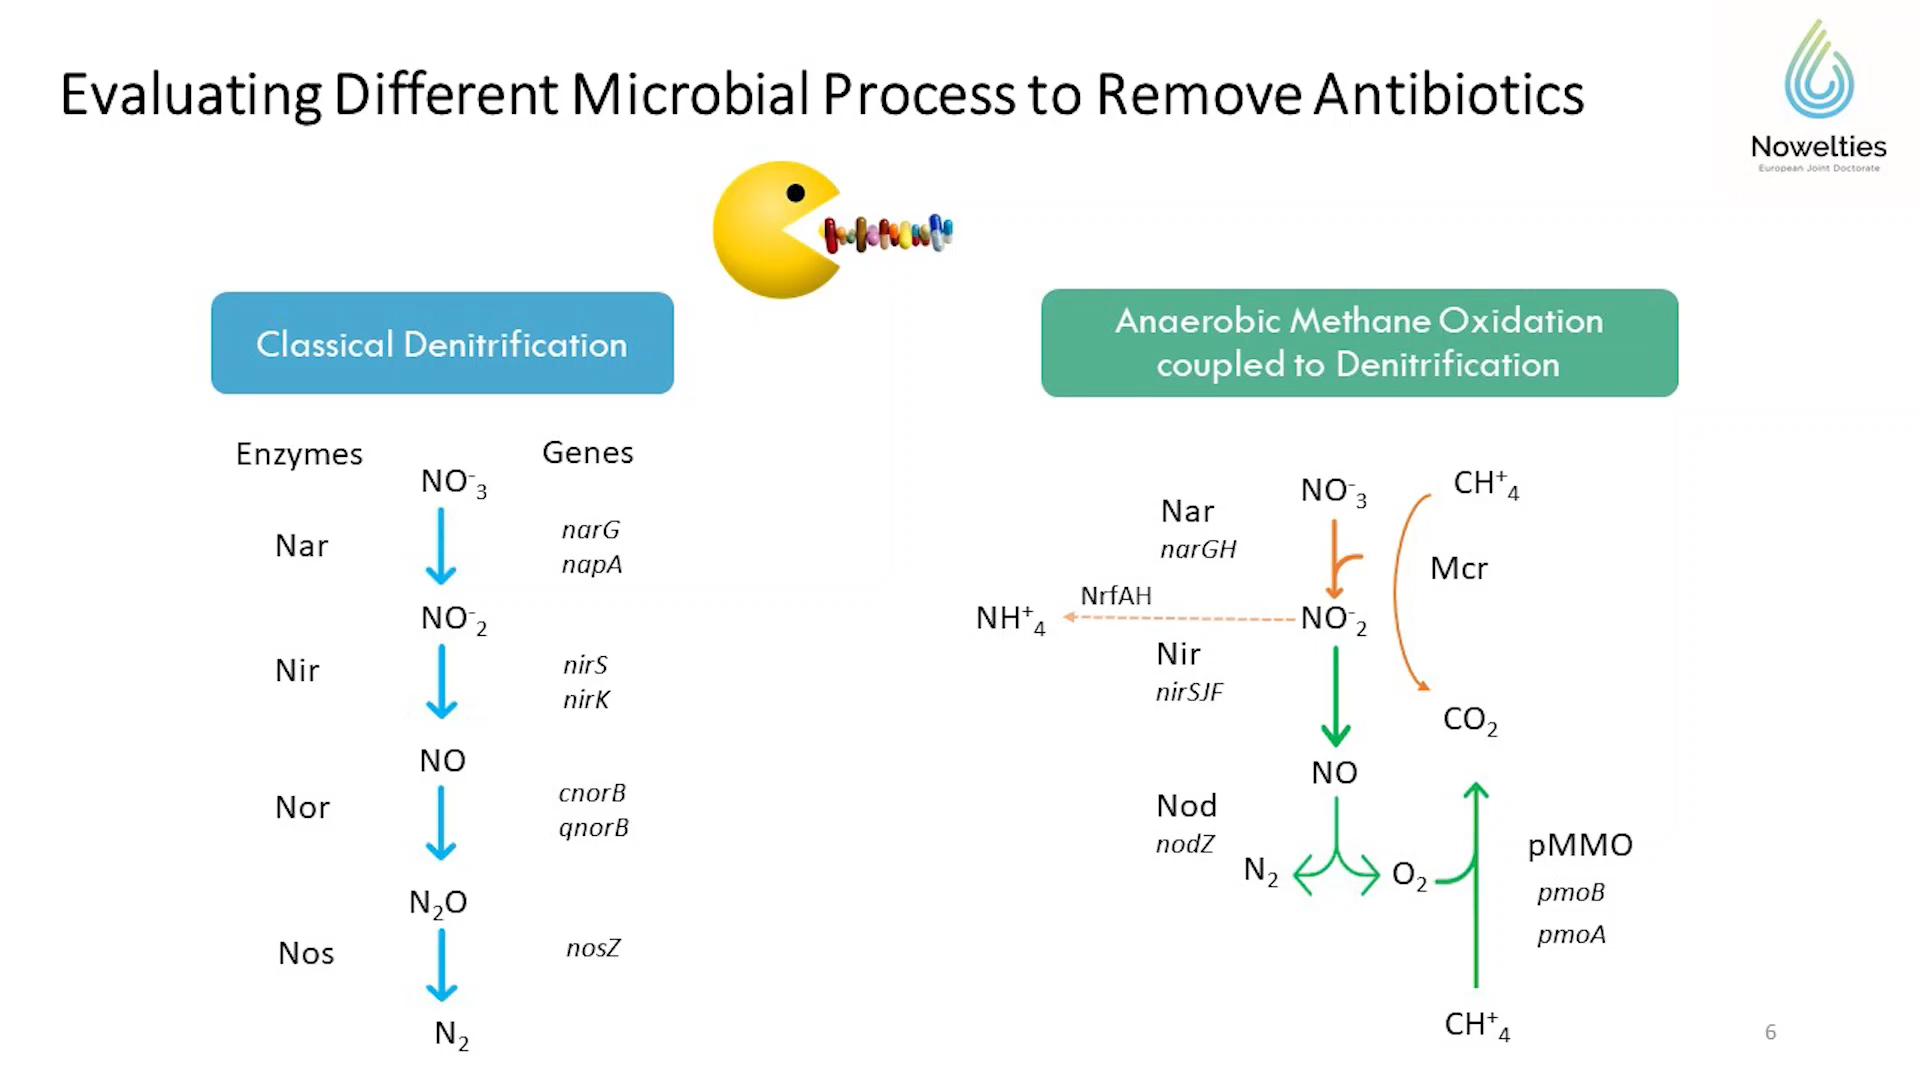 Evaluating Different Microbial Process to Remove Antibiotics
Nowelties
European Joint Doctorate
Classical Denitrification
Enzymes
Genes
NO⁻₃
Nar
narG
napA
NO⁻₂
Nir
nirS
nirK
NO
Nor
cnorB
qnorB
N₂O
Nos
nosZ
N₂
Anaerobic Methane Oxidation
coupled to Denitrification
NO⁻₃
CH⁺₄
Nar
narGH
Mcr
NrfAH
NH⁺₄
NO⁻₂
Nir
nirSJF
CO₂
NO
Nod
nodZ
N₂
O₂
pMMO
pmoB
pmoA
CH⁺₄
6